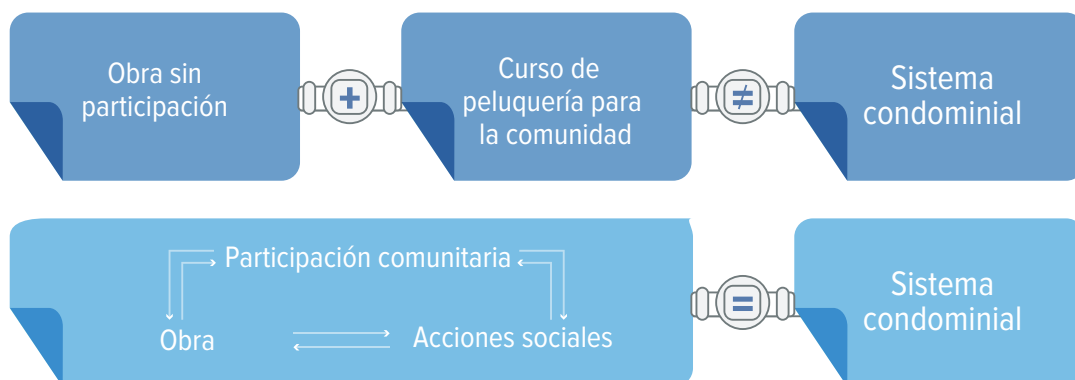 Obra sin
participación
+
Curso de
peluquería para
la comunidad
≠
Sistema
condominial
Participación comunitaria
Obra
Acciones sociales
=
Sistema
condominial